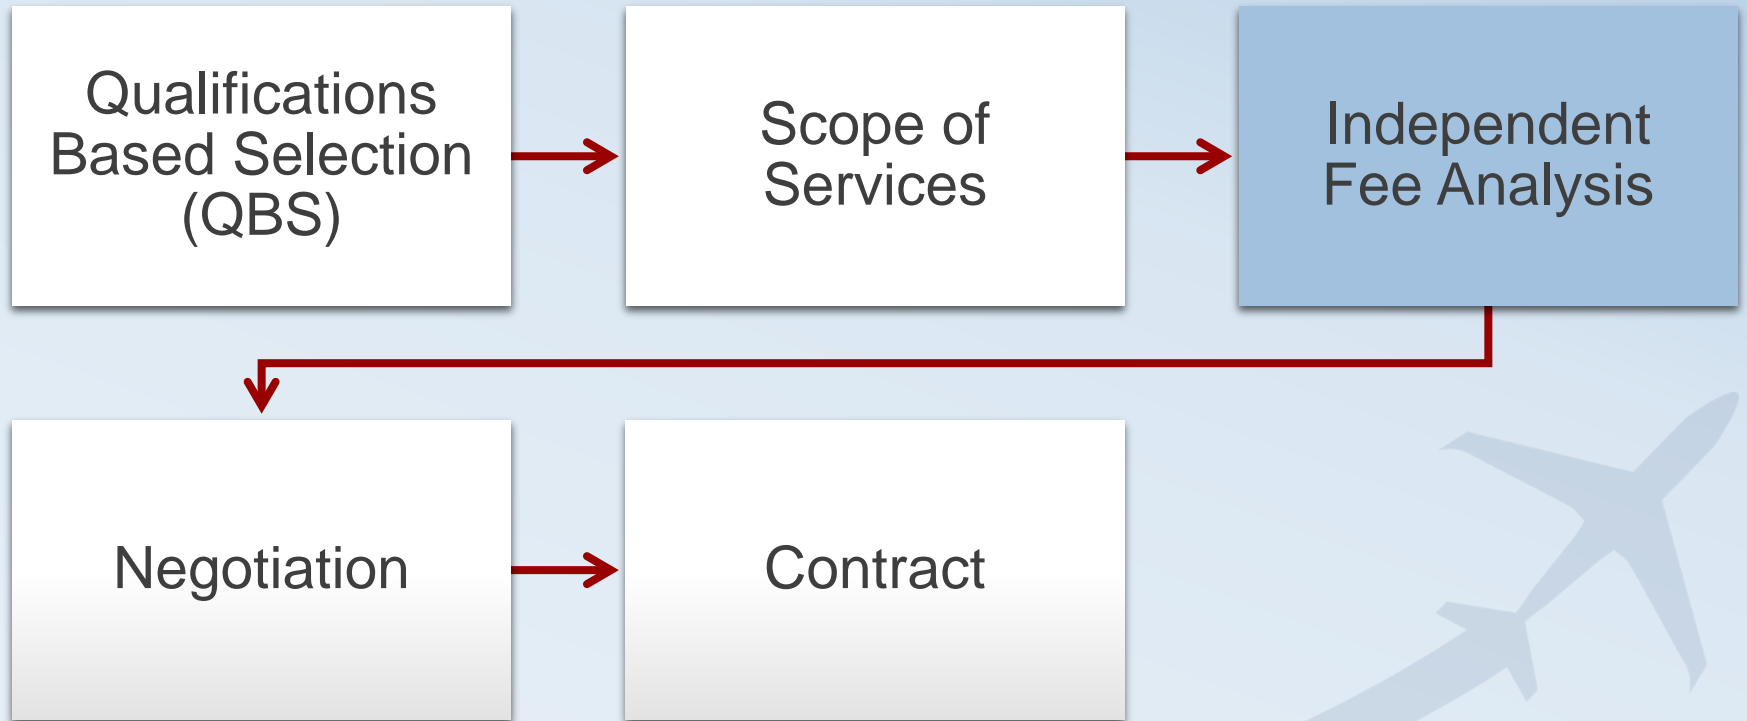 Qualifications
Based Selection
(QBS)
Scope of
Services
Independent
Fee Analysis
Negotiation
Contract